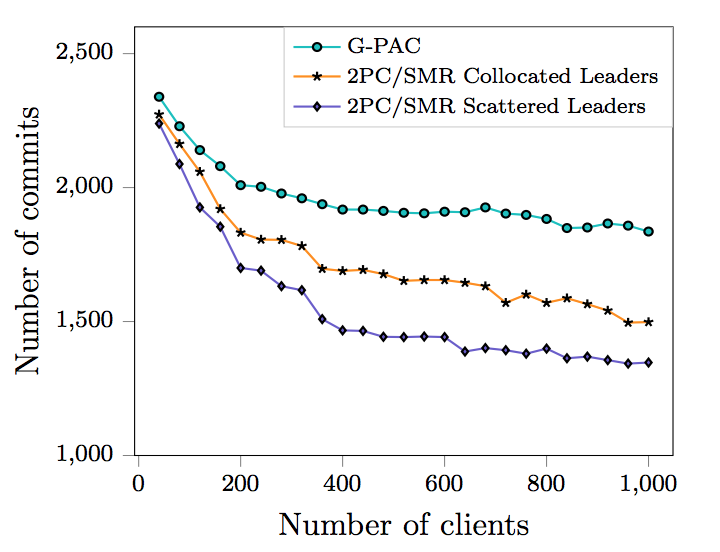 G-PAC
2PC/SMR Collocated Leaders
2PC/SMR Scattered Leaders
2,500
2,000
1,500
1,000
Number of commits
0 200 400 600 800 1,000
Number of clients